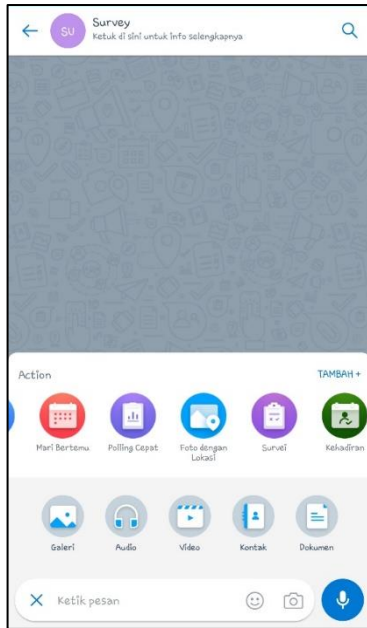 SU
Survey
Ketuk di sini untuk info selengkapnya
Action
TAMBAH +
Mari Bertemu
Polling Cepat
Foto dengan
Lokasi
Survei
Kehadiran
Galeri
Audio
Video
Kontak
Dokumen
Ketik pesan